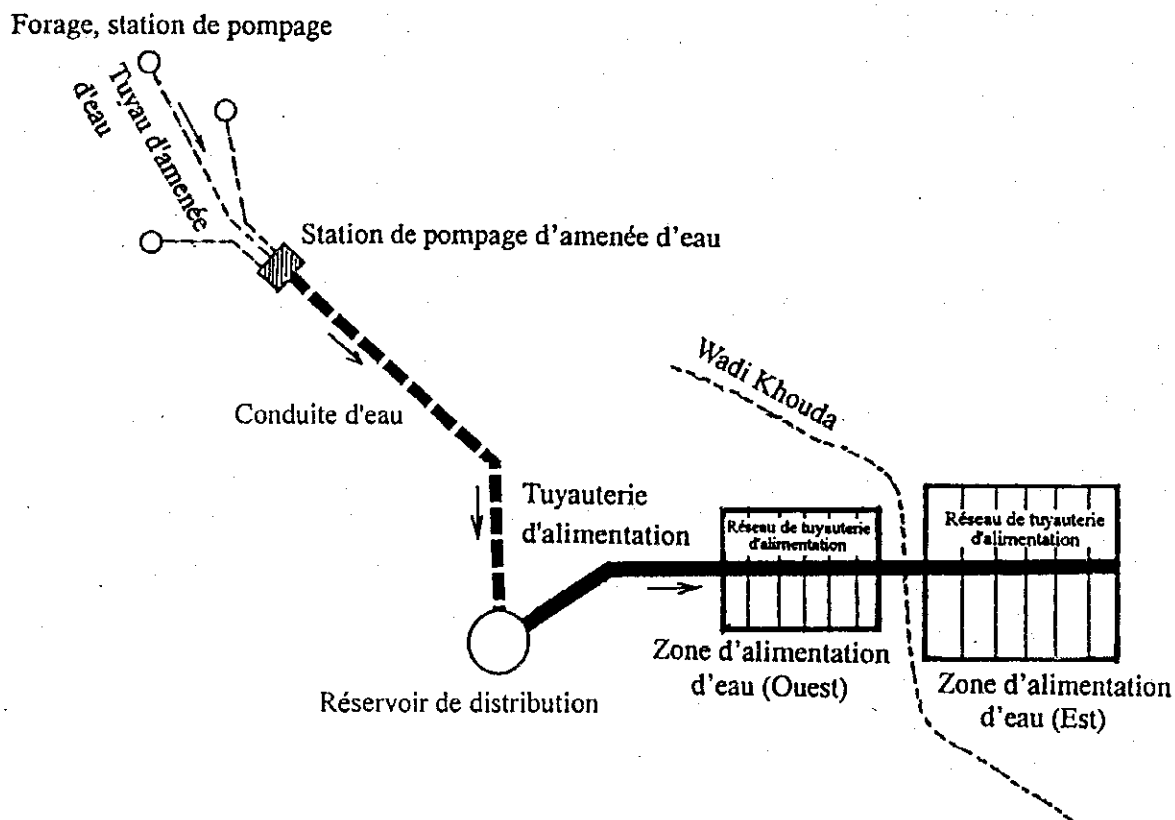 Forage, station de pompage
Tuyau d'amenée
d'eau
Station de pompage d'amenée d'eau
Wadi Khouda
Conduite d'eau
Tuyauterie
d'alimentation
Réseau de tuyauterie
d'alimentation
Réseau de tuyauterie
d'alimentation
Zone d'alimentation
d'eau (Ouest)
Zone d'alimentation
d'eau (Est)
Réservoir de distribution